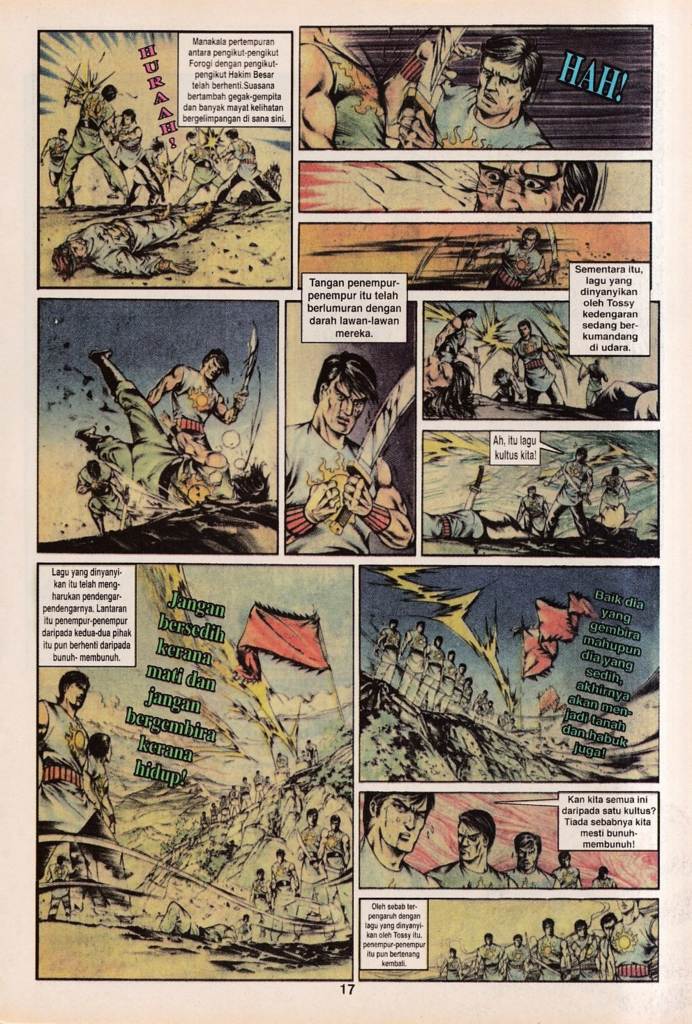 Manakala pertempuran
antara pengikut-pengikut
Forogi dengan pengikut-
pengikut Hakim Besar
telah berhenti.Suasana
bertambah gegak-gempita
dan banyak mayat kelihatan
bergelimpangan di sana sini.
HURAAH!
HAH!
Tangan penempur-
penempur itu telah
berlumuran dengan
darah lawan-lawan
mereka.
Sementara itu,
lagu yang
dinyanyikan
oleh Tossy
kedengaran
sedang ber-
kumandang
di udara.
Ah, itu lagu
kultus kita!
Lagu yang dinyanyi-
kan itu telah meng-
harukan pendengar-
pendengarnya. Lantaran
itu penempur-penempur
daripada kedua-dua pihak
itu pun berhenti daripada
bunuh- membunuh.
Jangan
bersedih
kerana
mati dan
jangan
bergembira
kerana
hidup!
Baik dia
yang
gembira
mahupun
dia yang
sedih,
akhirnya
akan men-
jadi tanah
dan habuk
juga!
Kan kita semua ini
daripada satu kultus?
Tiada sebabnya kita
mesti bunuh-
membunuh!
Oleh sebab ter-
pengaruh dengan
lagu yang dinyanyi-
kan oleh Tossy itu,
penempur-penempur
itu pun bertenang
kembali.
17